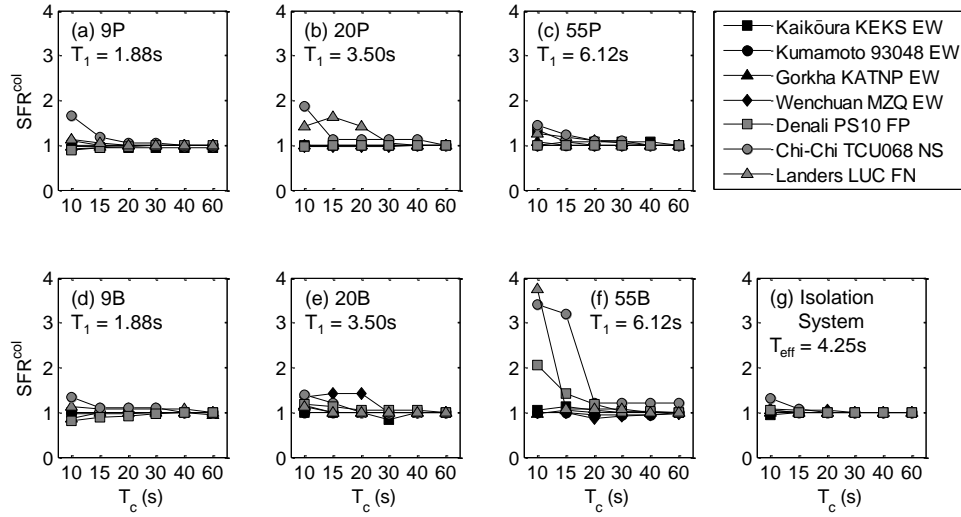 (a) 9P
T1 = 1.88s
SFRcol
4
3
2
1
0
10 15 20 30 40 60
(b) 20P
T1 = 3.50s
4
3
2
1
0
10 15 20 30 40 60
(c) 55P
T1 = 6.12s
4
3
2
1
0
10 15 20 30 40 60
Kaikōura KEKS EW
Kumamoto 93048 EW
Gorkha KATNP EW
Wenchuan MZQ EW
Denali PS10 FP
Chi-Chi TCU068 NS
Landers LUC FN
(d) 9B
T1 = 1.88s
SFRcol
4
3
2
1
0
10 15 20 30 40 60
Tc (s)
(e) 20B
T1 = 3.50s
4
3
2
1
0
10 15 20 30 40 60
Tc (s)
(f) 55B
T1 = 6.12s
4
3
2
1
0
10 15 20 30 40 60
Tc (s)
(g) Isolation
System
Teff = 4.25s
4
3
2
1
0
10 15 20 30 40 60
Tc (s)